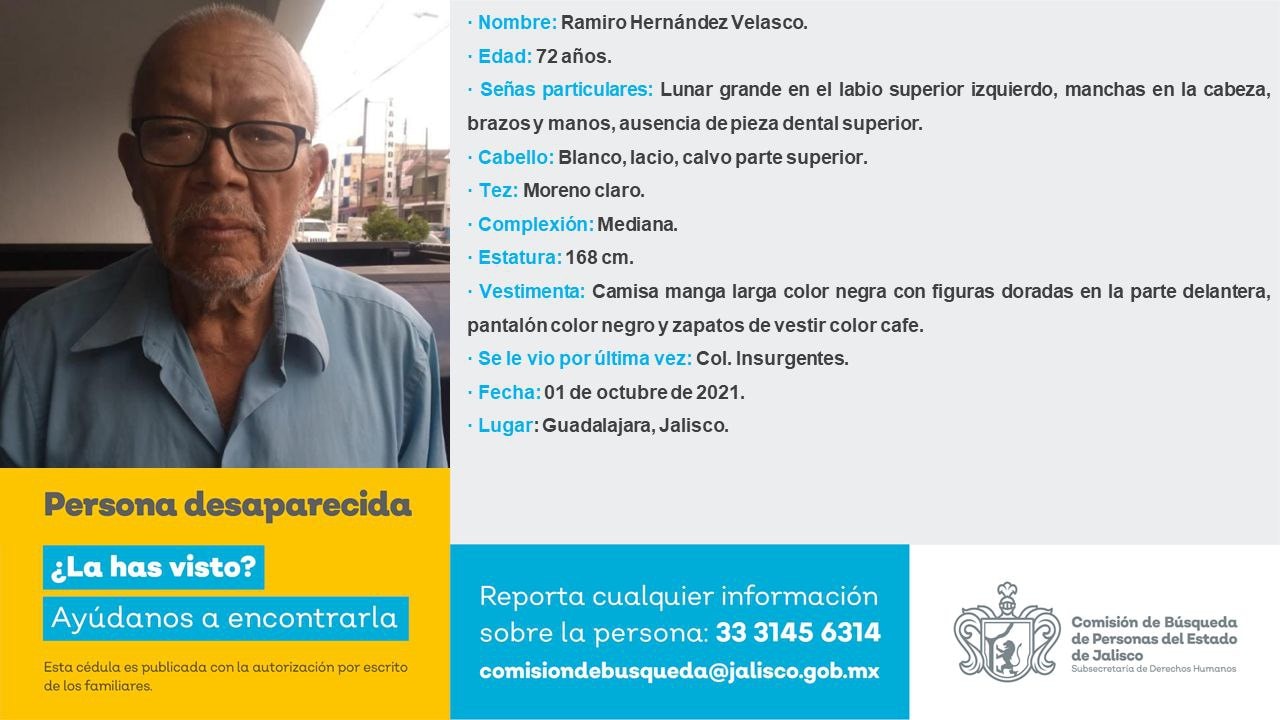 LAVANDERIA
· Nombre: Ramiro Hernández Velasco.
· Edad: 72 años.
· Señas particulares: Lunar grande en el labio superior izquierdo, manchas en la cabeza,
brazos y manos, ausencia de pieza dental superior.
· Cabello: Blanco, lacio, calvo parte superior.
· Tez: Moreno claro.
· Complexión: Mediana.
· Estatura: 168 cm.
· Vestimenta: Camisa manga larga color negra con figuras doradas en la parte delantera,
pantalón color negro y zapatos de vestir color cafe.
· Se le vio por última vez: Col. Insurgentes.
· Fecha: 01 de octubre de 2021.
· Lugar: Guadalajara, Jalisco.
Persona desaparecida
¿La has visto?
Ayúdanos a encontrarla
Esta cédula es publicada con la autorización por escrito
de los familiares.
Reporta cualquier información
sobre la persona: 33 3145 6314
comisiondebusqueda@jalisco.gob.mx
Comisión de Búsqueda
de Personas del Estado
de Jalisco
Subsecretaría de Derechos Humanos